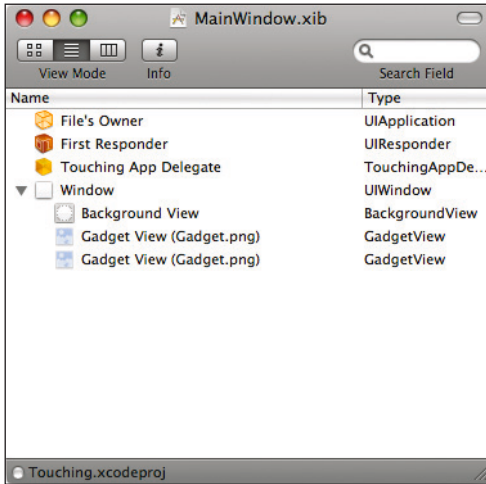 MainWindow.xib
View Mode Info Search Field
Name Type
File's Owner UIApplication
First Responder UIResponder
Touching App Delegate TouchingAppDe...
Window UIWindow
Background View BackgroundView
Gadget View (Gadget.png) GadgetView
Gadget View (Gadget.png) GadgetView
Touching.xcodeproj